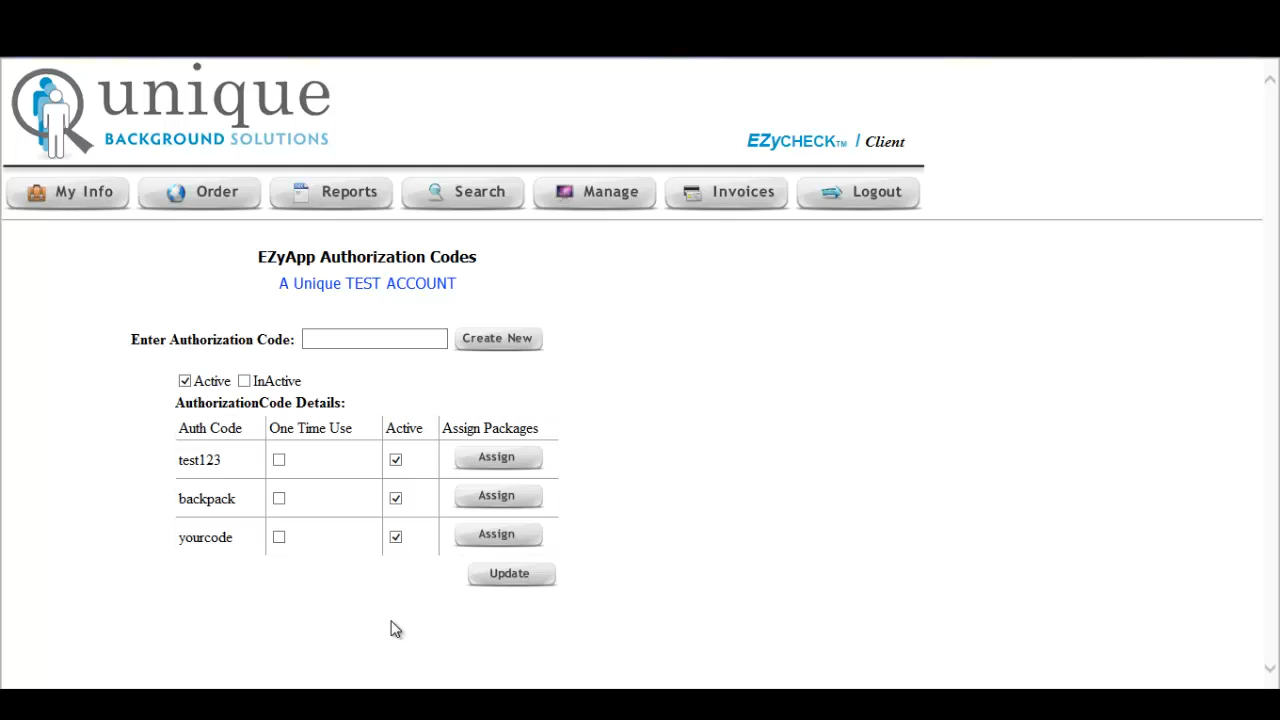 unique
BACKGROUND SOLUTIONS
EZyCHECK™ / Client
My Info Order Reports Search Manage Invoices Logout
EZyApp Authorization Codes
A Unique TEST ACCOUNT
Enter Authorization Code: Create New
Active InActive
AuthorizationCode Details:
Auth Code One Time Use Active Assign Packages
test123 Assign
backpack Assign
yourcode Assign
Update